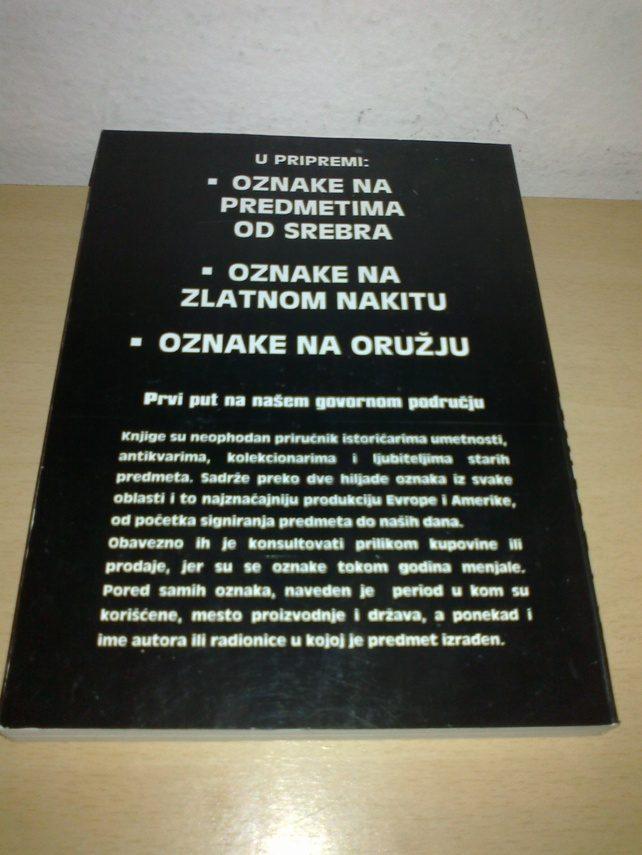 U PRIPREMI:
▪ OZNAKE NA
PREDMETIMA
OD SREBRA
▪ OZNAKE NA
ZLATNOM NAKITU
▪ OZNAKE NA ORUŽJU
Prvi put na našem govornom području
Knjige su neophodan priručnik istoričarima umetnosti,
antikvarima, kolekcionarima i ljubiteljima starih
predmeta. Sadrže preko dve hiljade oznaka iz svake
oblasti i to najznačajniju produkciju Evrope i Amerike,
od početka signiranja predmeta do naših dana.
Obavezno ih je konsultovati prilikom kupovine ili
prodaje, jer su se oznake tokom godina menjale.
Pored samih oznaka, naveden je period u kom su
korišćene, mesto proizvodnje i država, a ponekad i
ime autora ili radionice u kojoj je predmet izrađen.